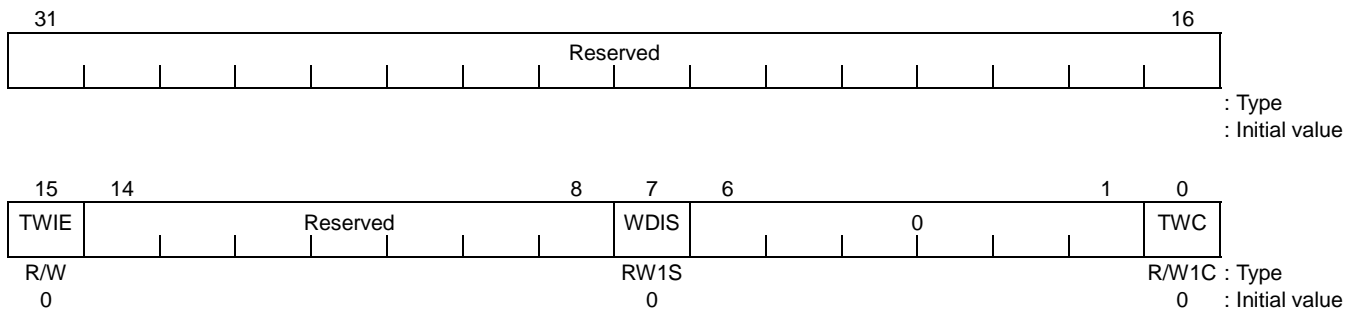 31 16
Reserved
: Type
: Initial value
15 14 8 7 6 1 0
TWIE Reserved WDIS 0 TWC
R/W RW1S R/W1C : Type
0 0 0 : Initial value